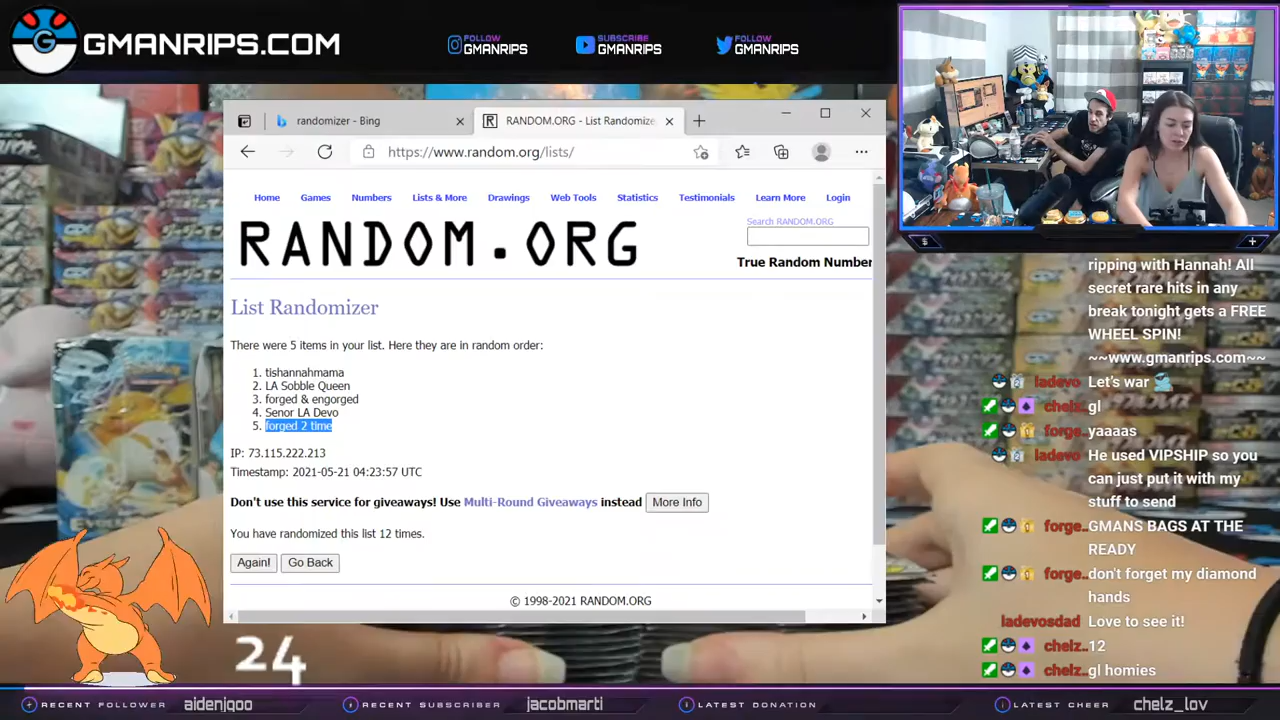 GMANRIPS.COM
FOLLOW
GMANRIPS
SUBSCRIBE
GMANRIPS
FOLLOW
GMANRIPS
randomizer - Bing
RANDOM.ORG - List Randomize
https://www.random.org/lists/
Home Games Numbers Lists & More Drawings Web Tools Statistics Testimonials Learn More Login
RANDOM.ORG
Search RANDOM.ORG
True Random Number
List Randomizer
There were 5 items in your list. Here they are in random order:
1. tishannahmama
2. LA Sobble Queen
3. forged & engorged
4. Senor LA Devo
5. forged 2 time
IP: 73.115.222.213
Timestamp: 2021-05-21 04:23:57 UTC
Don't use this service for giveaways! Use Multi-Round Giveaways instead More Info
You have randomized this list 12 times.
Again! Go Back
© 1998-2021 RANDOM.ORG
24
ripping with Hannah! All
secret rare hits in any
break tonight gets a FREE
WHEEL SPIN!
~~www.gmanrips.com~~
ladevo Let's war
chelz.. gl
forge.. yaaaas
ladevo He used VIPSHIP so you
can just put it with my
stuff to send
forge.. GMANS BAGS AT THE
READY
forge.. don't forget my diamond
hands
ladevosdad Love to see it!
chelz.. 12
chelz.. gl homies
RECENT FOLLOWER aidenjqoo
RECENT SUBSCRIBER jacobmarti
LATEST DONATION
LATEST CHEER chelz_lov